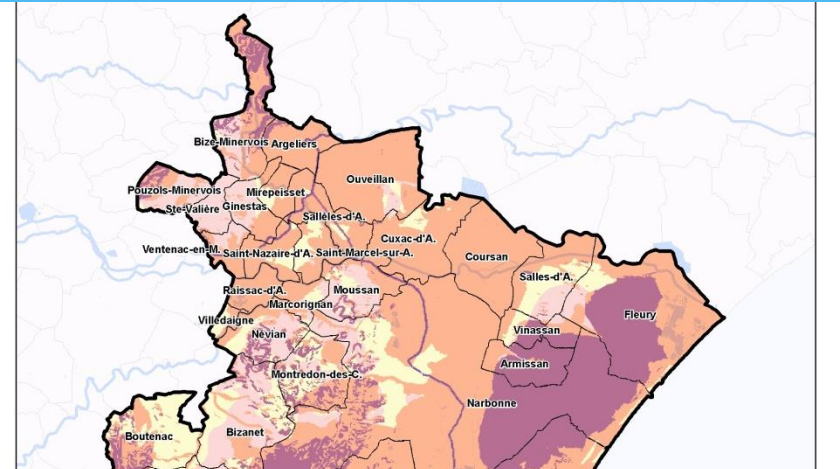 Bize-Minervois
Argeliers
Ouveillan
Pouzols-Minervois
Mirepeisset
Ste-Valière
Ginestas
Sallèles-d'A.
Cuxac-d'A.
Ventenac-en-M.
Saint-Nazaire-d'A.
Saint-Marcel-sur-A.
Coursan
Salles-d'A.
Raissac-d'A.
Moussan
Marcorignan
Fleury
Villedaigne
Névian
Vinassan
Armissan
Montredon-des-C.
Narbonne
Boutenac
Bizanet